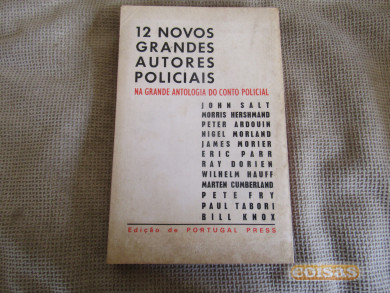 12 NOVOS
GRANDES
AUTORES
POLICIAIS
NA GRANDE ANTOLOGIA DO CONTO POLICIAL
JOHN SALT
MORRIS HERSHMAND
PETER ARDOUIN
NIGEL MORLAND
JAMES MORIER
ERIC PARR
RAY DORIEN
WILHELM HAUFF
MARTEN CUMBERLAND
PETE FRY
PAUL TABORI
BILL KNOX
Edição de PORTUGAL PRESS
coisas